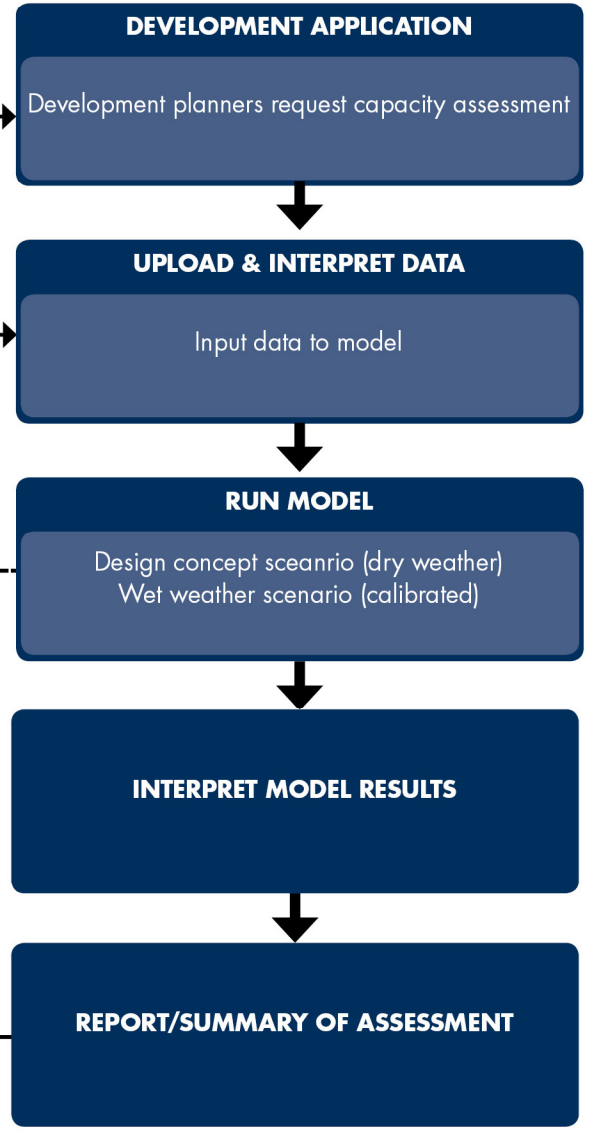 DEVELOPMENT APPLICATION
Development planners request capacity assessment
UPLOAD & INTERPRET DATA
Input data to model
RUN MODEL
Design concept sceanrio (dry weather)
Wet weather scenario (calibrated)
INTERPRET MODEL RESULTS
REPORT/SUMMARY OF ASSESSMENT